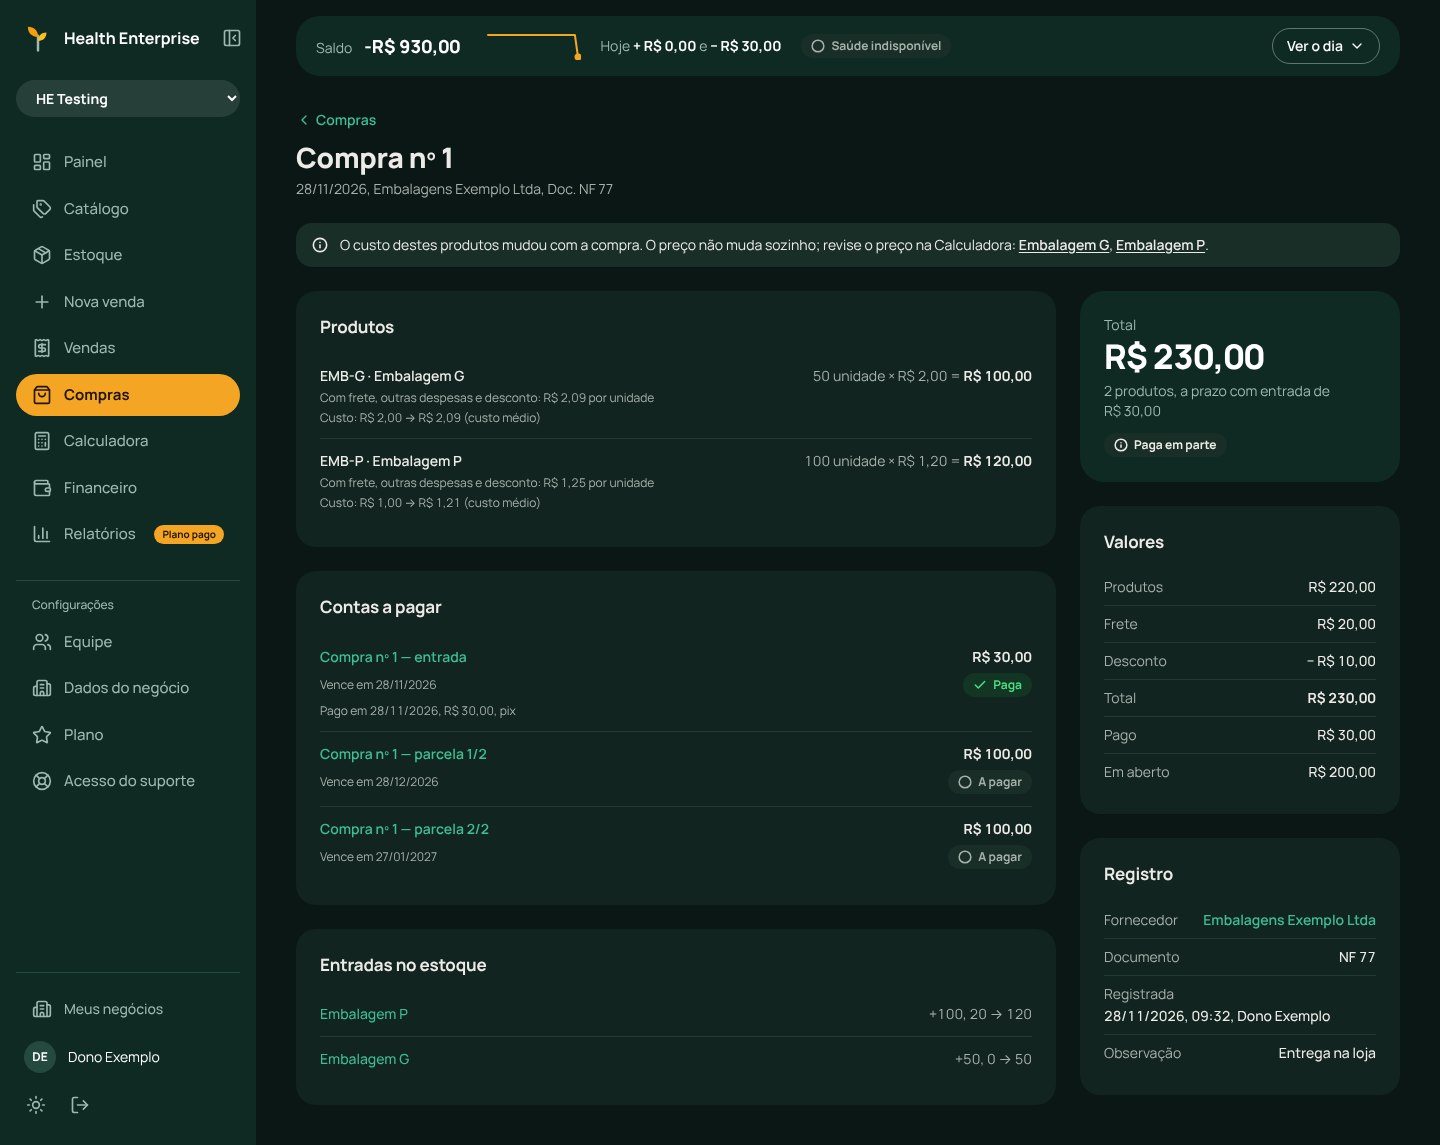 Health Enterprise
HE Testing
Painel
Catálogo
Estoque
Nova venda
Vendas
Compras
Calculadora
Financeiro
Relatórios Plano pago
Configurações
Equipe
Dados do negócio
Plano
Acesso do suporte
Meus negócios
DE Dono Exemplo
Saldo -R$ 930,00 Hoje + R$ 0,00 e − R$ 30,00 Saúde indisponível Ver o dia
Compras
Compra nº 1
28/11/2026, Embalagens Exemplo Ltda, Doc. NF 77
O custo destes produtos mudou com a compra. O preço não muda sozinho; revise o preço na Calculadora: Embalagem G, Embalagem P.
Produtos
EMB-G · Embalagem G 50 unidade × R$ 2,00 = R$ 100,00
Com frete, outras despesas e desconto: R$ 2,09 por unidade
Custo: R$ 2,00 → R$ 2,09 (custo médio)
EMB-P · Embalagem P 100 unidade × R$ 1,20 = R$ 120,00
Com frete, outras despesas e desconto: R$ 1,25 por unidade
Custo: R$ 1,00 → R$ 1,21 (custo médio)
Contas a pagar
Compra nº 1 — entrada R$ 30,00
Vence em 28/11/2026 Paga
Pago em 28/11/2026, R$ 30,00, pix
Compra nº 1 — parcela 1/2 R$ 100,00
Vence em 28/12/2026 A pagar
Compra nº 1 — parcela 2/2 R$ 100,00
Vence em 27/01/2027 A pagar
Entradas no estoque
Embalagem P +100, 20 → 120
Embalagem G +50, 0 → 50
Total
R$ 230,00
2 produtos, a prazo com entrada de
R$ 30,00
Paga em parte
Valores
Produtos R$ 220,00
Frete R$ 20,00
Desconto − R$ 10,00
Total R$ 230,00
Pago R$ 30,00
Em aberto R$ 200,00
Registro
Fornecedor Embalagens Exemplo Ltda
Documento NF 77
Registrada
28/11/2026, 09:32, Dono Exemplo
Observação Entrega na loja